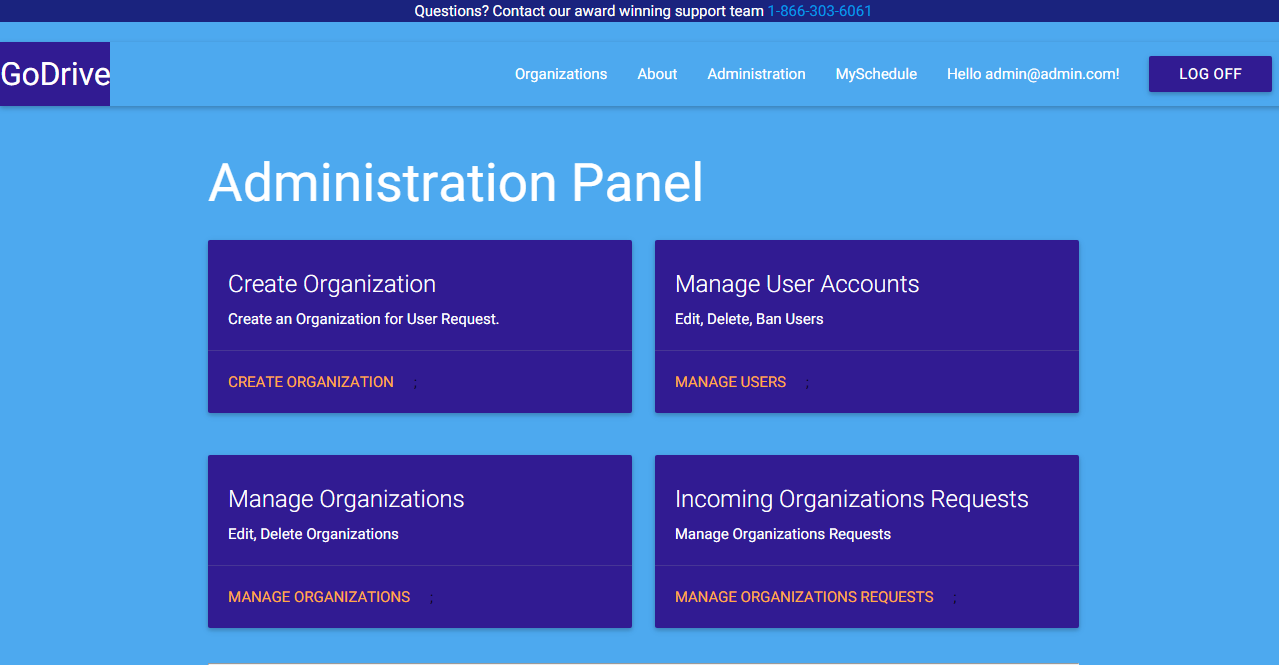 Questions? Contact our award winning support team 1-866-303-6061
GoDrive
Organizations About Administration MySchedule Hello admin@admin.com! LOG OFF
Administration Panel
Create Organization
Create an Organization for User Request.
CREATE ORGANIZATION ;
Manage User Accounts
Edit, Delete, Ban Users
MANAGE USERS ;
Manage Organizations
Edit, Delete Organizations
MANAGE ORGANIZATIONS ;
Incoming Organizations Requests
Manage Organizations Requests
MANAGE ORGANIZATIONS REQUESTS ;